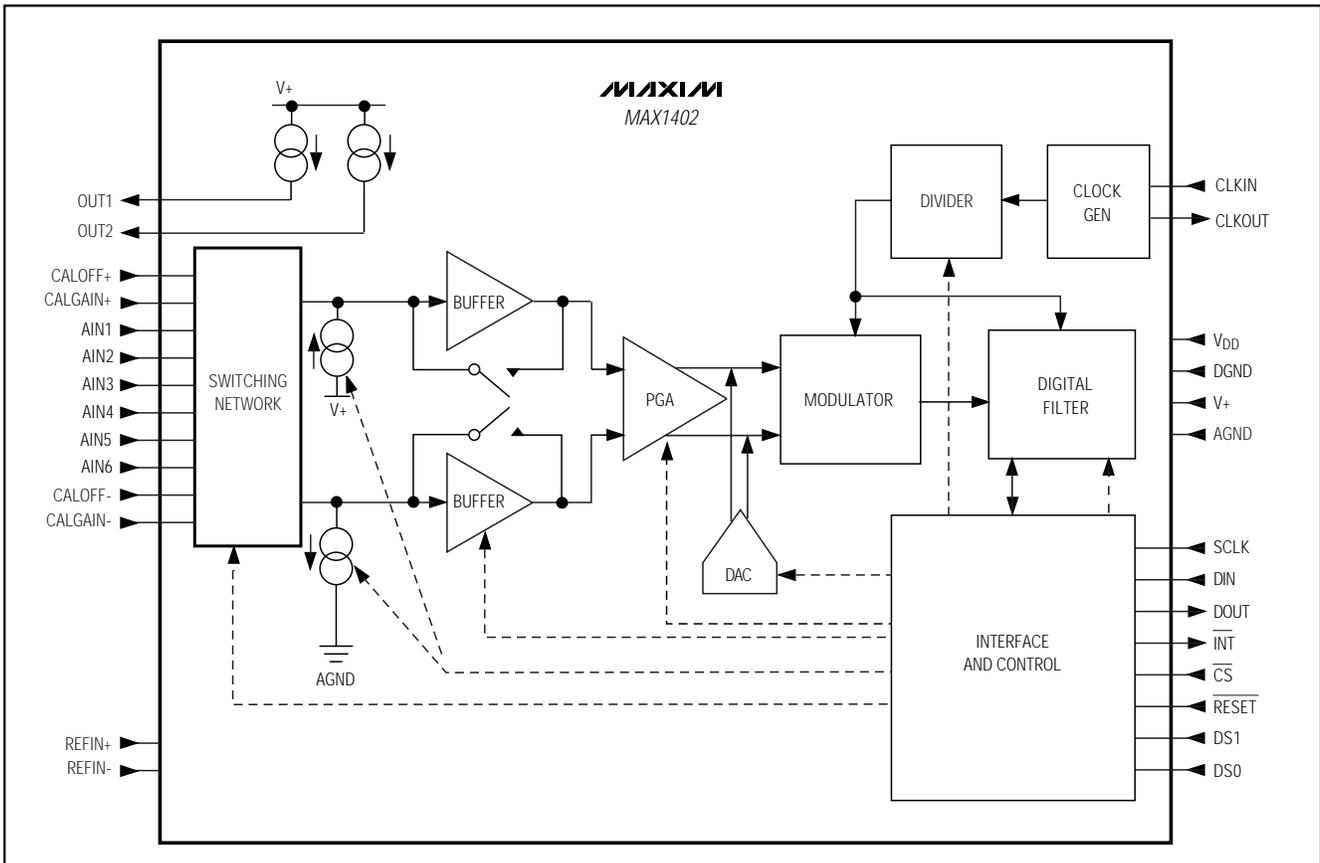 MAXIM
MAX1402
V+
OUT1
OUT2
CALOFF+
CALGAIN+
AIN1
AIN2
AIN3
AIN4
AIN5
AIN6
CALOFF-
CALGAIN-
REFIN+
REFIN-
SWITCHING
NETWORK
V+
AGND
BUFFER
BUFFER
PGA
DAC
MODULATOR
DIVIDER
CLOCK
GEN
DIGITAL
FILTER
INTERFACE
AND CONTROL
CLKIN
CLKOUT
VDD
DGND
V+
AGND
SCLK
DIN
DOUT
INT
CS
RESET
DS1
DS0